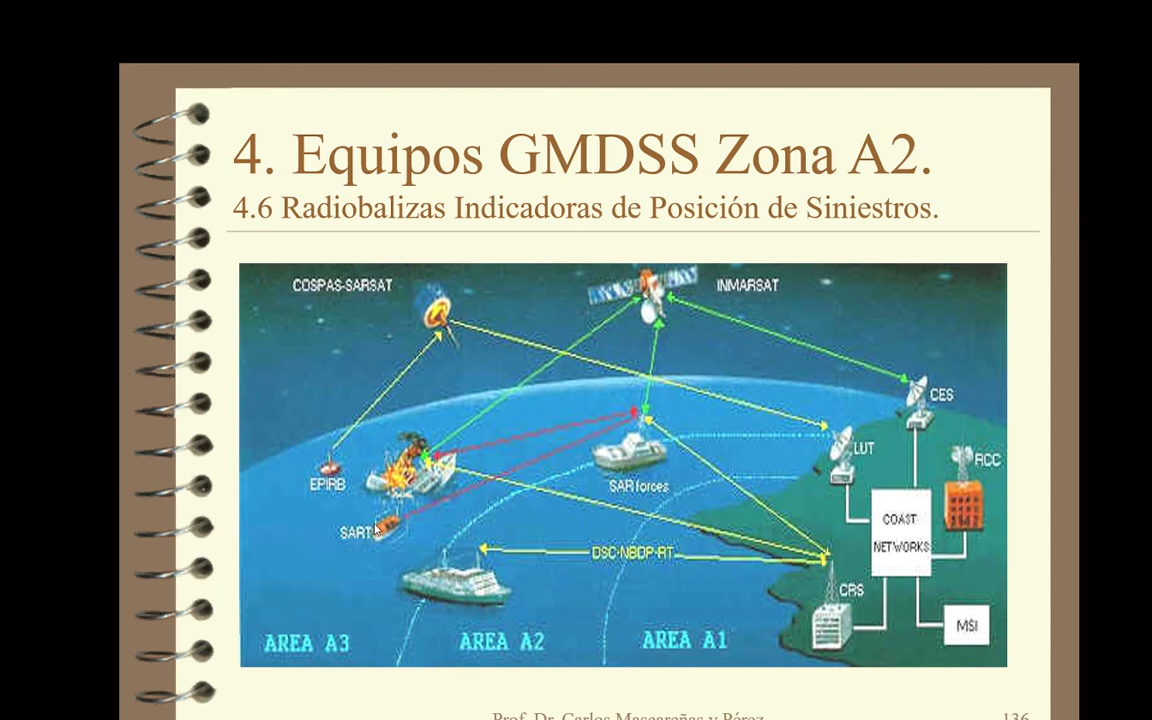 4. Equipos GMDSS Zona A2.
4.6 Radiobalizas Indicadoras de Posición de Siniestros.
COSPAS-SARSAT
INMARSAT
CES
LUT
RCC
EPIRB
SAR forces
SART
COAST
NETWORKS
DSC-NBDP-RT
CRS
MSI
AREA A3
AREA A2
AREA A1
Prof. Dr. Carlos Mascareñas y Pérez
136